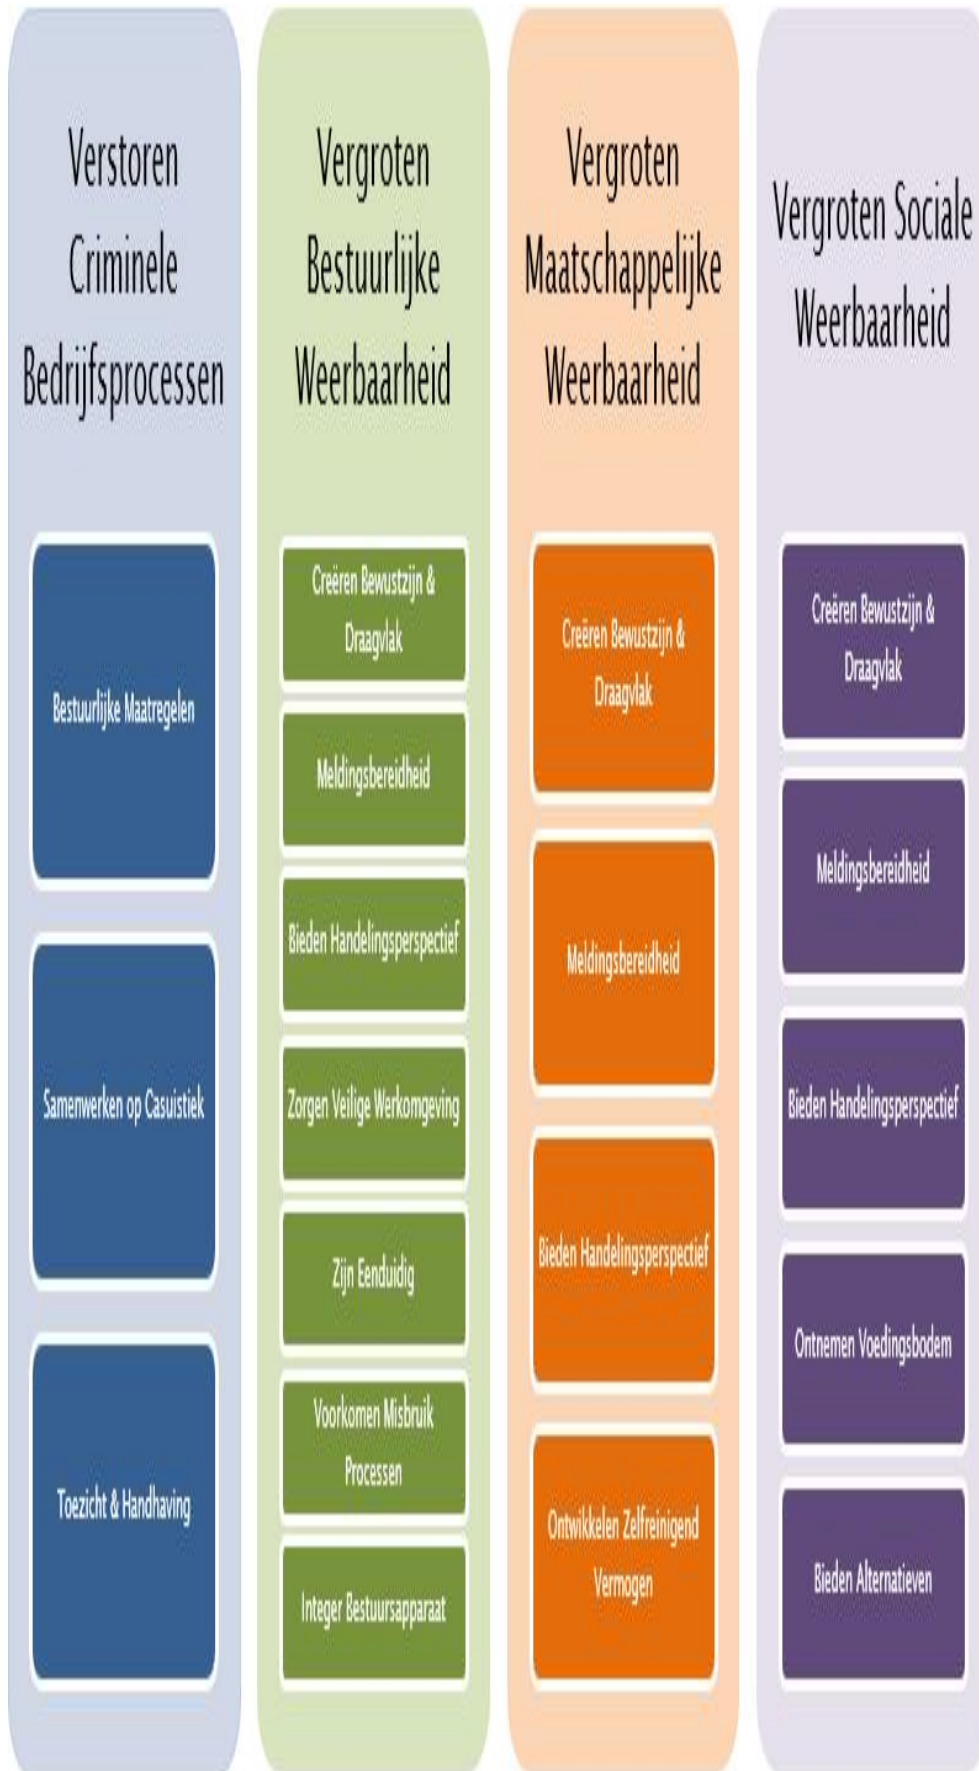 Verstoren
Criminele
Bedrijfsprocessen
Bestuurlijke Maatregelen
Samenwerken op Casuistiek
Toezicht & Handhaving
Vergroten
Bestuurlijke
Weerbaarheid
Creëren Bewustzijn &
Draagvlak
Meldingsbereidheid
Bieden Handelingsperspectief
Zorgen Veilige Werkomgeving
Zijn Eenduidig
Voorkomen Misbruik
Processen
Integer Bestuursapparaat
Vergroten
Maatschappelijke
Weerbaarheid
Creëren Bewustzijn &
Draagvlak
Meldingsbereidheid
Bieden Handelingsperspectief
Ontwikkelen Zelfreinigend
Vermogen
Vergroten Sociale
Weerbaarheid
Creëren Bewustzijn &
Draagvlak
Meldingsbereidheid
Bieden Handelingsperspectief
Ontnemen Voedingsbodem
Bieden Alternatieven